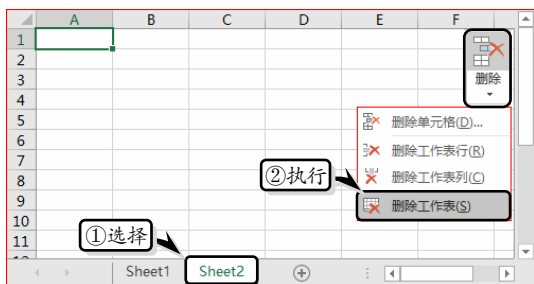 A B C D E F
1
2
3
删除
4
5
删除单元格(D)...
6
删除工作表行(R)
7
②执行
8
删除工作表列(C)
9
删除工作表(S)
10
①选择
11
Sheet1 Sheet2